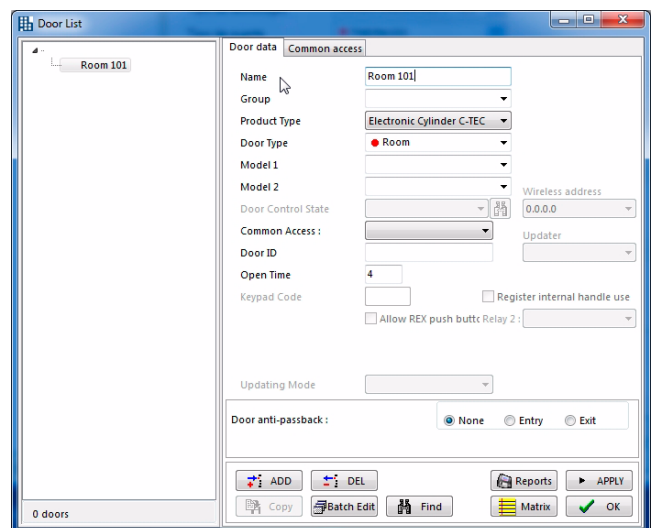 Door List
Room 101
0 doors
Door data Common access
Name Room 101
Group
Product Type Electronic Cylinder C-TEC
Door Type Room
Model 1
Model 2 Wireless address
Door Control State 0.0.0.0
Common Access : Updater
Door ID
Open Time 4
Keypad Code Register internal handle use
Allow REX push buttc Relay 2 :
Updating Mode
Door anti-passback : None Entry Exit
ADD DEL Reports APPLY
Copy Batch Edit Find Matrix OK